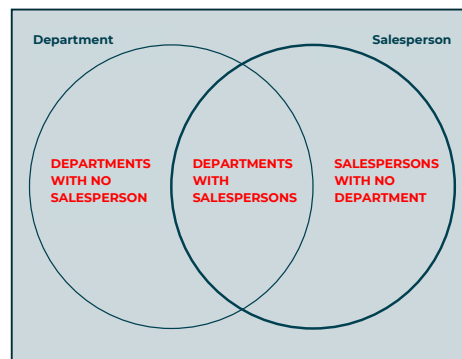 Department
Salesperson
DEPARTMENTS
WITH NO
SALESPERSON
DEPARTMENTS
WITH
SALESPERSONS
SALESPERSONS
WITH NO
DEPARTMENT